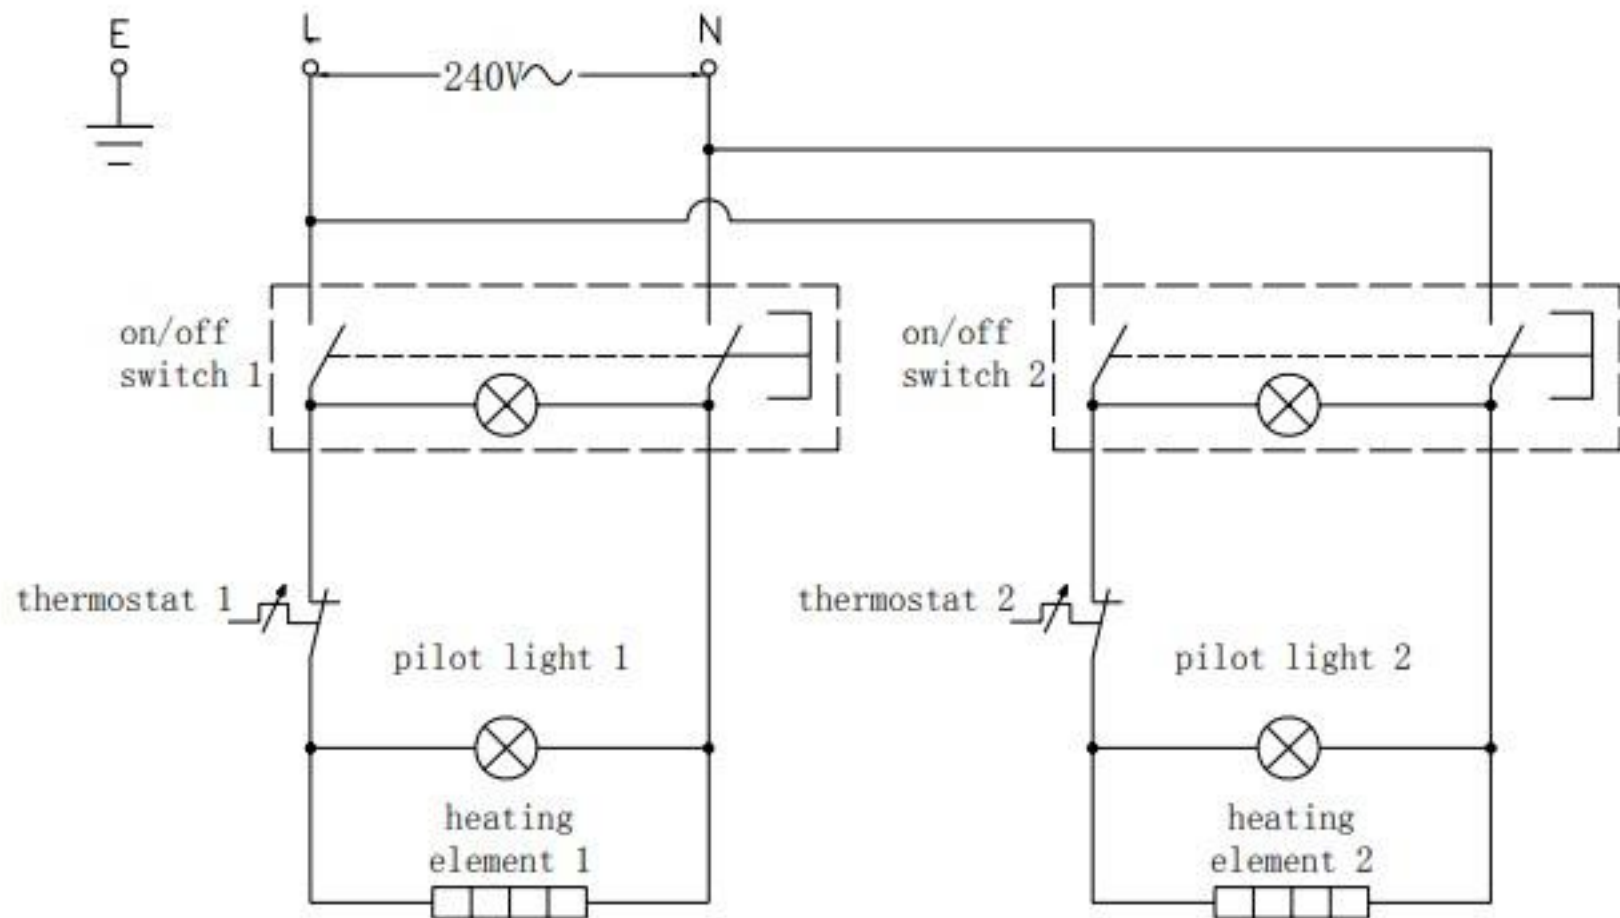 E
L
N
240V~
on/off
switch 1
on/off
switch 2
thermostat 1
thermostat 2
pilot light 1
pilot light 2
heating
element 1
heating
element 2